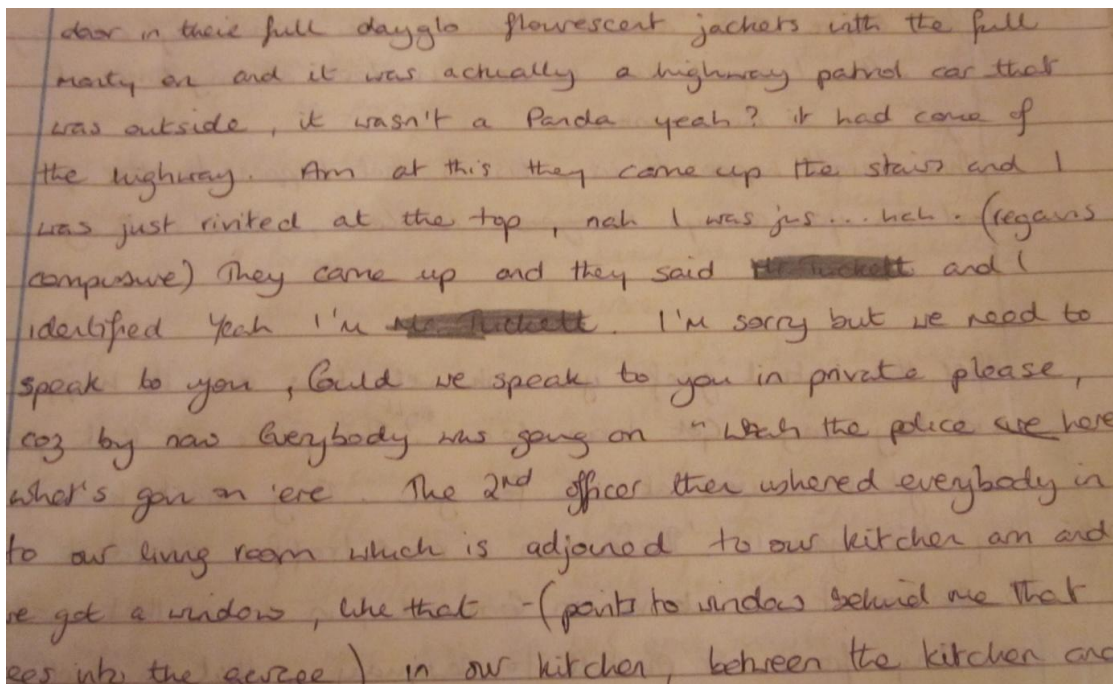 door in their full dayglo flourescent jackets with the full
monty on and it was actually a highway patrol car that
was outside, it wasn't a Panda yeah? it had come of
the highway. Am at this they come up the stairs and I
was just rivited at the top, nah I was jus... heh. (regains
composure) They came up and they said and I
identified Yeah I'm . I'm sorry but we need to
speak to you, Could we speak to you in private please,
coz by now Everybody was going on " the police are here
what's gon on 'ere. The 2nd officer then ushered everybody in
to our living room which is adjoined to our kitchen am and
we got a window, like that -(points to window behind me that
the ) in our kitchen, between the kitchen and